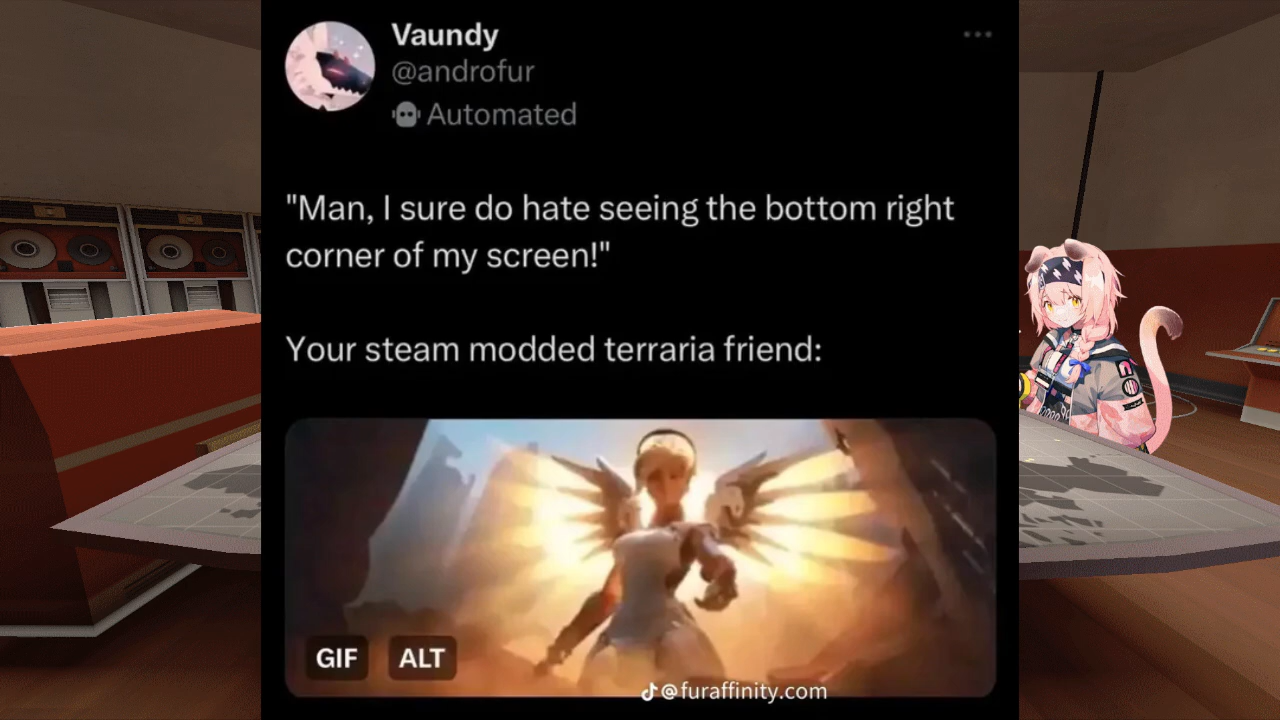 Vaundy
@androfur
Automated
"Man, I sure do hate seeing the bottom right
corner of my screen!"
Your steam modded terraria friend:
GIF ALT
@furaffinity.com